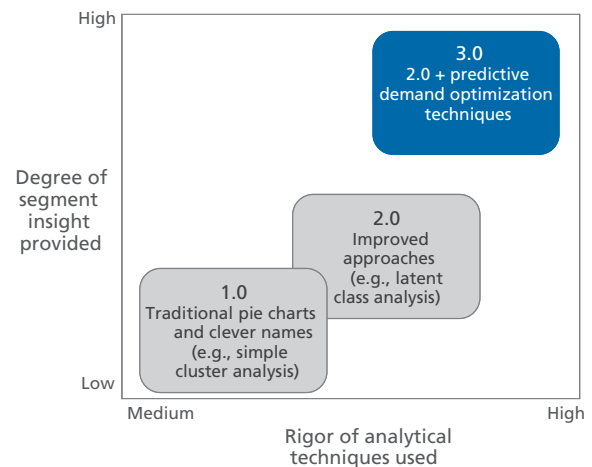 High
3.0
2.0 + predictive
demand optimization
techniques
Degree of
segment
insight
provided
2.0
Improved
approaches
(e.g., latent
class analysis)
1.0
Traditional pie charts
and clever names
(e.g., simple
cluster analysis)
Low
Medium
High
Rigor of analytical
techniques used